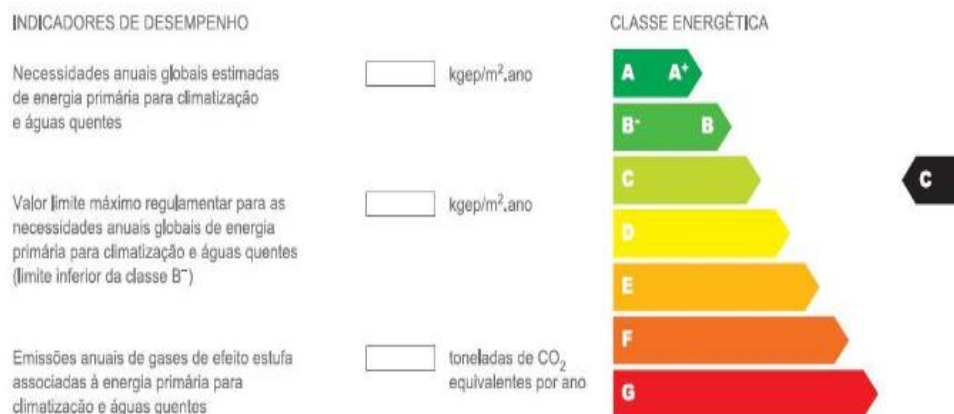 INDICADORES DE DESEMPENHO
Necessidades anuais globais estimadas
de energia primária para climatização
e águas quentes
kgep/m².ano
Valor limite máximo regulamentar para as
necessidades anuais globais de energia
primária para climatização e águas quentes
(limite inferior da classe B⁻)
kgep/m².ano
Emissões anuais de gases de efeito estufa
associadas à energia primária para
climatização e águas quentes
toneladas de CO₂
equivalentes por ano
CLASSE ENERGÉTICA
A A⁺
B⁻ B
C
C
D
E
F
G